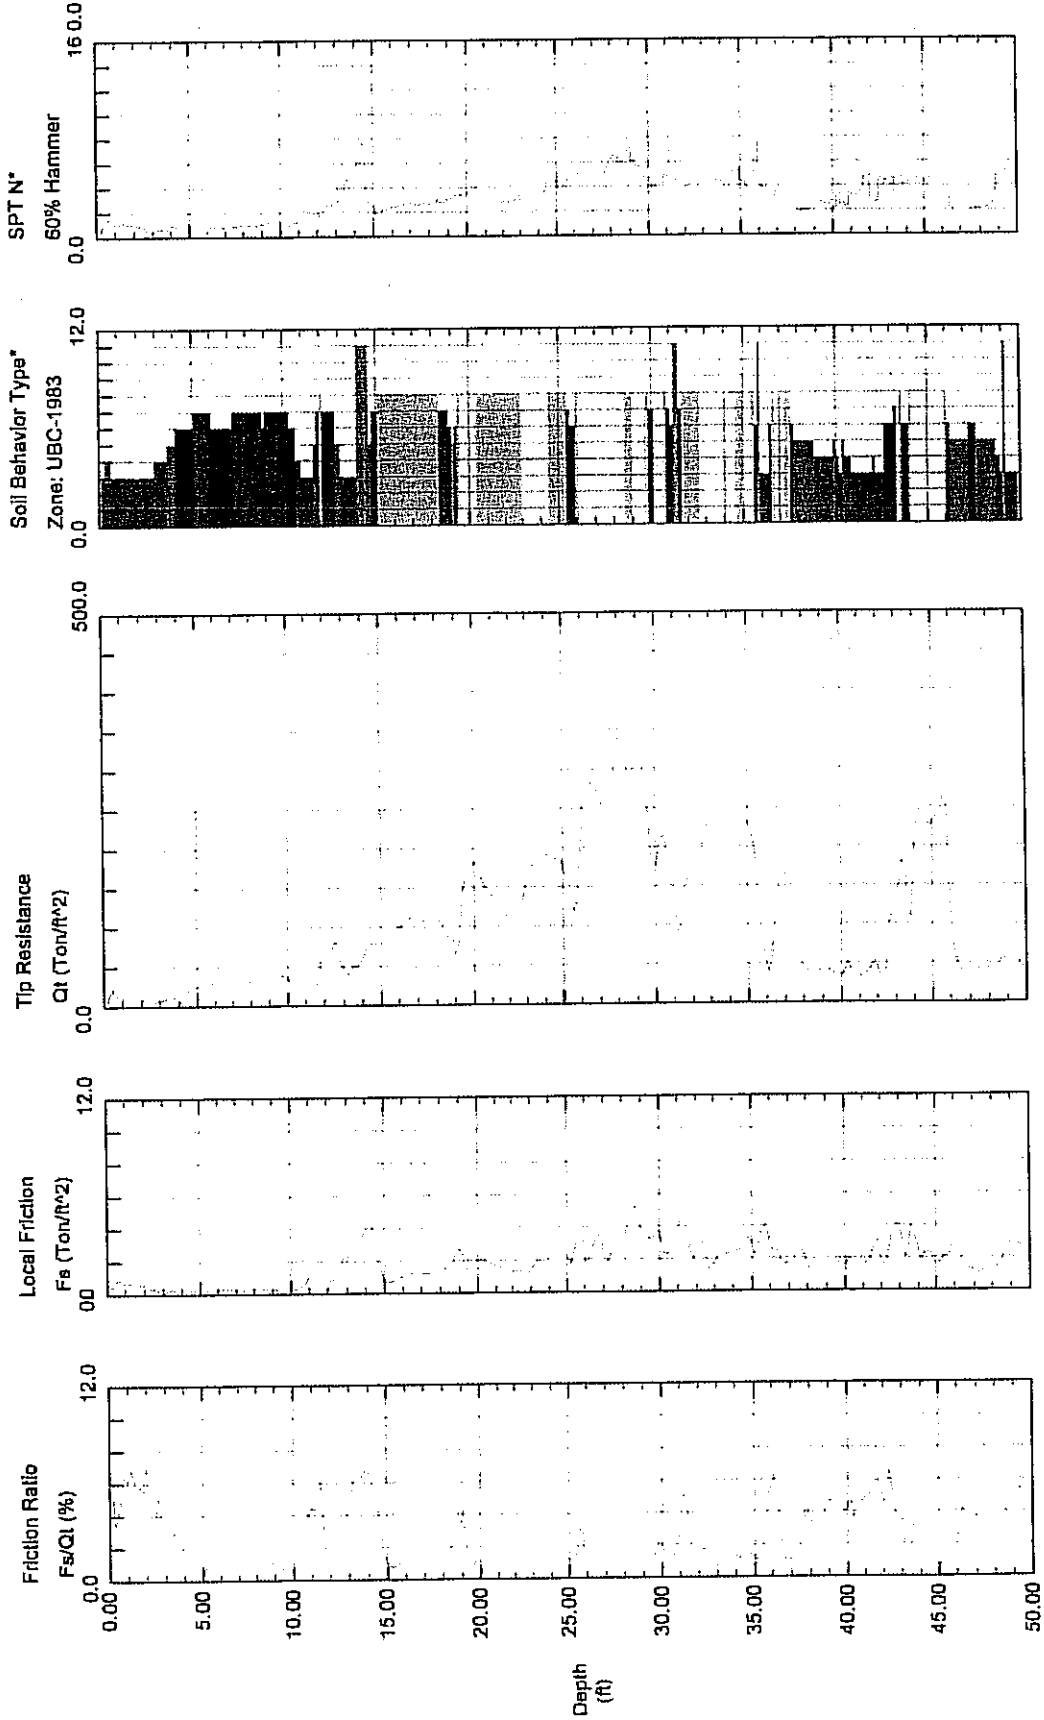 SPT N*
60% Hammer
0.0
16 0.0
Soil Behavior Type*
Zone: UBC-1983
0.0
12.0
Tip Resistance
Qt (Ton/ft^2)
0.0
500.0
Local Friction
Fs (Ton/ft^2)
00
12.0
Friction Ratio
Fs/Qt (%)
0.0
12.0
0.00
5.00
10.00
15.00
20.00
25.00
30.00
35.00
40.00
45.00
50.00
Depth
(ft)